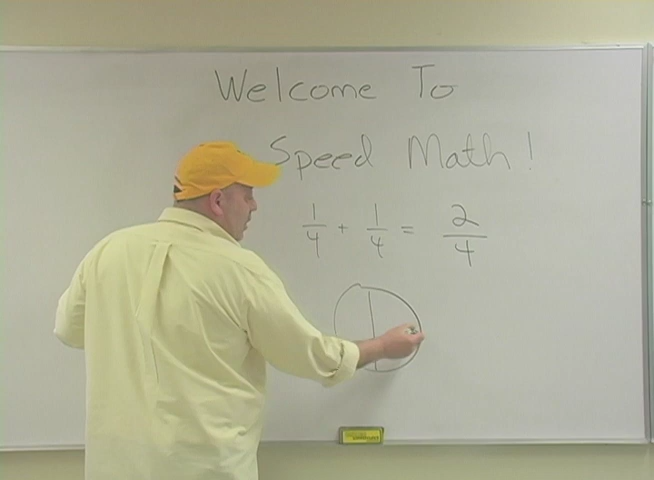 Welcome To
Speed Math!
1/4 + 1/4 = 2/4